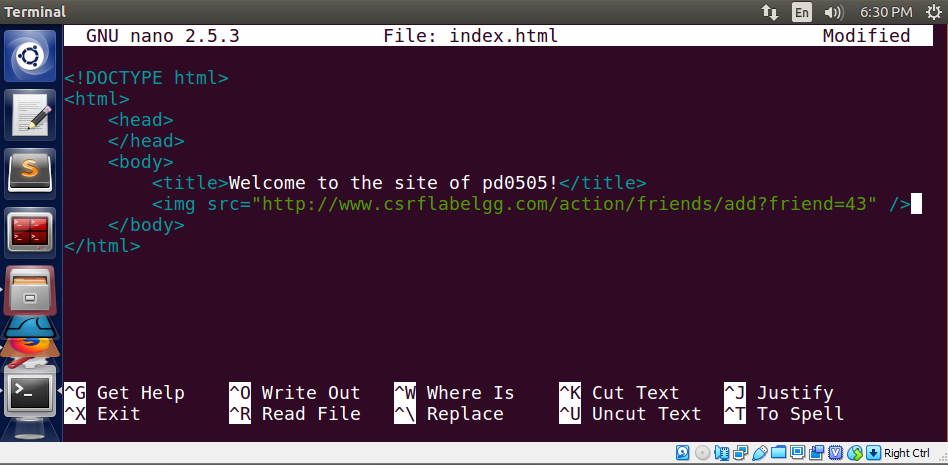 Terminal En 6:30 PM
GNU nano 2.5.3 File: index.html Modified
<!DOCTYPE html>
<html>
<head>
</head>
<body>
<title>Welcome to the site of pd0505!</title>
<img src="http://www.csrflabelgg.com/action/friends/add?friend=43" />
</body>
</html>
^G Get Help ^O Write Out ^W Where Is ^K Cut Text ^J Justify
^X Exit ^R Read File ^\ Replace ^U Uncut Text ^T To Spell
Right Ctrl